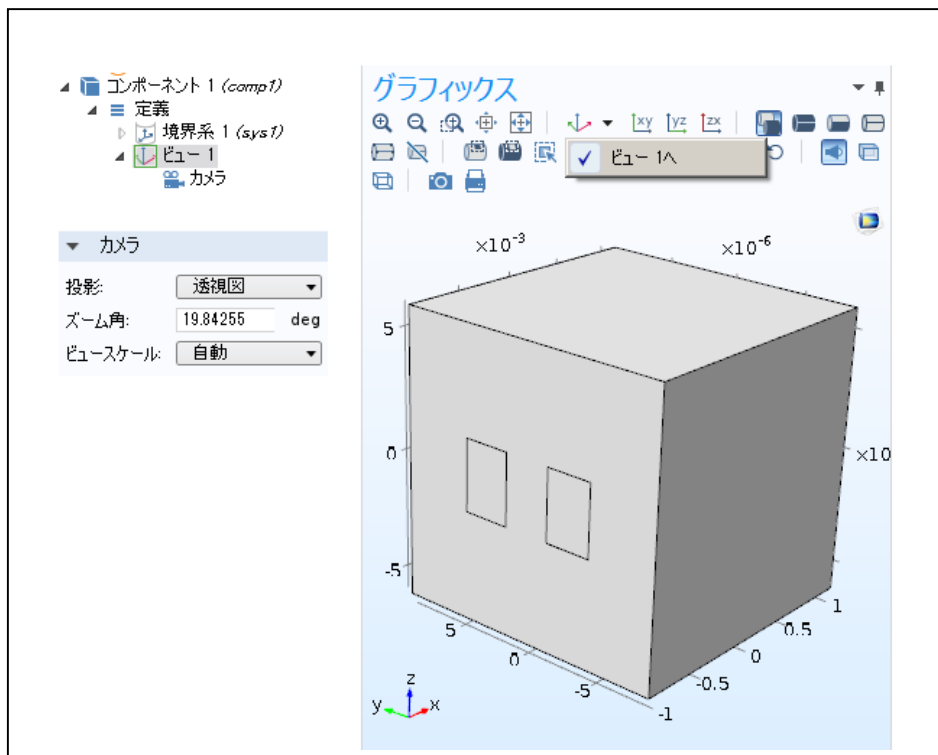 コンポーネント 1 (comp1)
定義
境界系 1 (sys1)
ビュー 1
カメラ
カメラ
投影: 透視図
ズーム角: 19.84255 deg
ビュースケール: 自動
グラフィックス
xy yz zx
ビュー 1へ
×10-3 ×10-6
5
0
-5
×10
5
0
-5
1
0.5
0
-0.5
-1
z
y x